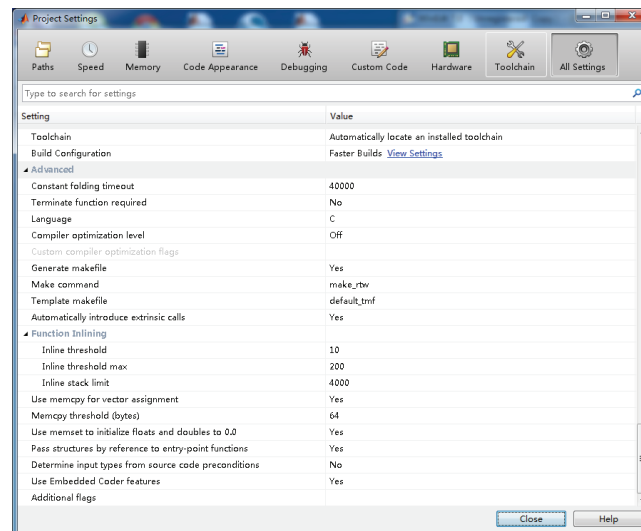 Project Settings
Paths
Speed
Memory
Code Appearance
Debugging
Custom Code
Hardware
Toolchain
All Settings
Type to search for settings
Setting Value
Toolchain Automatically locate an installed toolchain
Build Configuration Faster Builds View Settings
Advanced
Constant folding timeout 40000
Terminate function required No
Language C
Compiler optimization level Off
Custom compiler optimization flags
Generate makefile Yes
Make command make_rtw
Template makefile default_tmf
Automatically introduce extrinsic calls Yes
Function Inlining
Inline threshold 10
Inline threshold max 200
Inline stack limit 4000
Use memcpy for vector assignment Yes
Memcpy threshold (bytes) 64
Use memset to initialize floats and doubles to 0.0 Yes
Pass structures by reference to entry-point functions Yes
Determine input types from source code preconditions No
Use Embedded Coder features Yes
Additional flags
Close Help